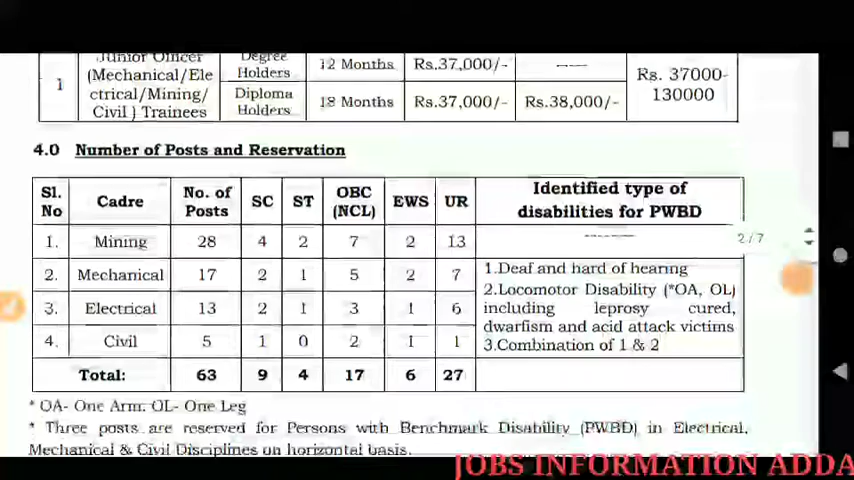 Junior Officer Degree
(Mechanical/Ele Holders 12 Months Rs.37,000/- ----
1 ctrical/Mining/ Diploma Rs. 37000-
Civil ) Trainees Holders 18 Months Rs.37,000/- Rs.38,000/- 130000
4.0 Number of Posts and Reservation
Sl. No Cadre No. of Posts SC ST OBC (NCL) EWS UR Identified type of disabilities for PWBD
1. Mining 28 4 2 7 2 13 --------
2. Mechanical 17 2 1 5 2 7
3. Electrical 13 2 1 3 1 6
4. Civil 5 1 0 2 1 1
1.Deaf and hard of hearing
2.Locomotor Disability (*OA, OL)
including leprosy cured,
dwarfism and acid attack victims
3.Combination of 1 & 2
Total: 63 9 4 17 6 27
* OA- One Arm. OL- One Leg
* Three posts are reserved for Persons with Benchmark Disability (PWBD) in Electrical,
Mechanical & Civil Disciplines on horizontal basis.
2/7
JOBS INFORMATION ADDA